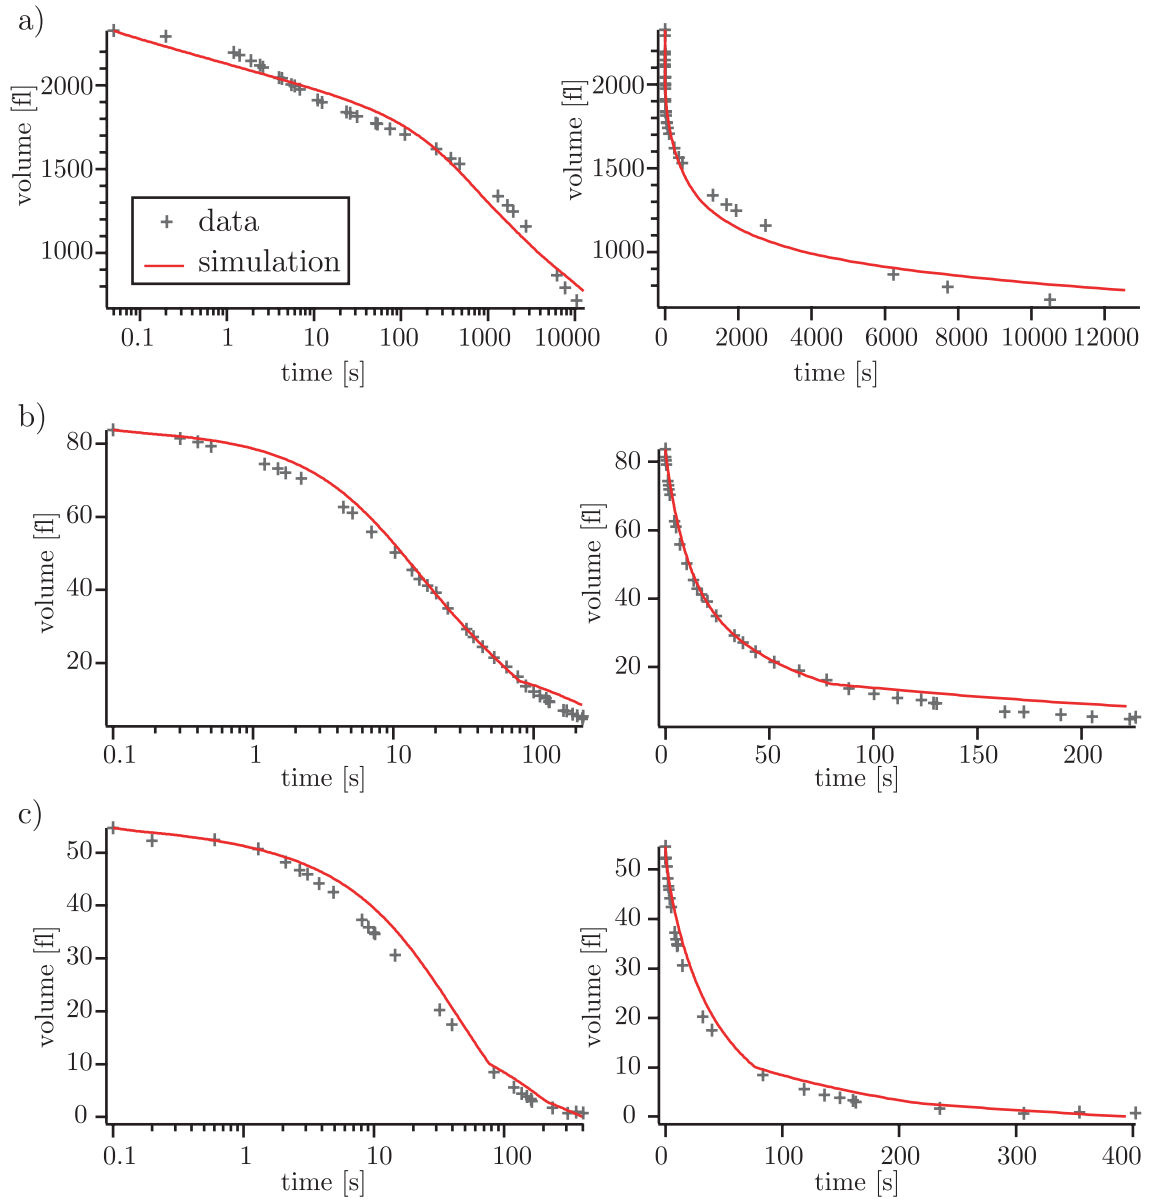 a)
volume [fl]
2000
1500
1000
data
simulation
0.1 1 10 100 1000 10000
time [s]
volume [fl]
2000
1500
1000
0 2000 4000 6000 8000 10000 12000
time [s]
b)
volume [fl]
80
60
40
20
0.1 1 10 100
time [s]
volume [fl]
80
60
40
20
0 50 100 150 200
time [s]
c)
volume [fl]
50
40
30
20
10
0
0.1 1 10 100
time [s]
volume [fl]
50
40
30
20
10
0
0 100 200 300 400
time [s]